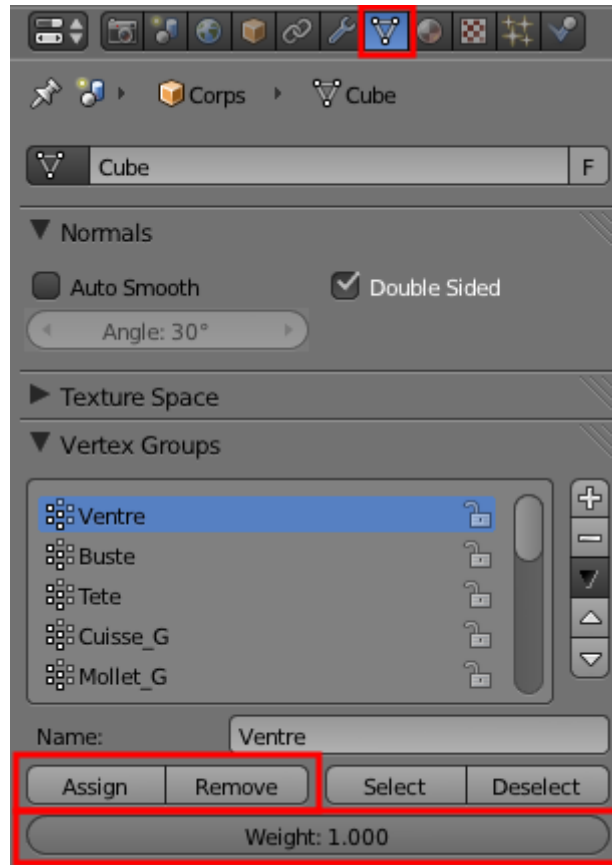 Corps Cube
Cube F
Normals
Auto Smooth Double Sided
Angle: 30°
Texture Space
Vertex Groups
Ventre
Buste
Tete
Cuisse_G
Mollet_G
Name: Ventre
Assign Remove Select Deselect
Weight: 1.000